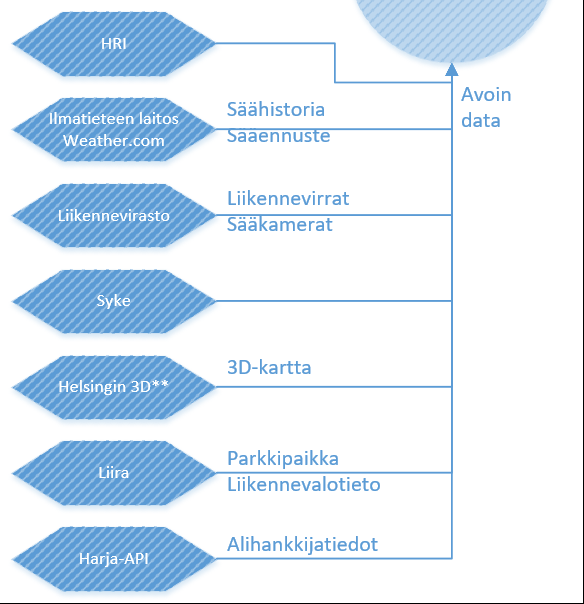 HRI
Avoin
data
Ilmatieteen laitos
Weather.com
Säähistoria
Sääennuste
Liikennevirasto
Liikennevirrat
Sääkamerat
Syke
Helsingin 3D**
3D-kartta
Liira
Parkkipaikka
Liikennevalotieto
Harja-API
Alihankkijatiedot